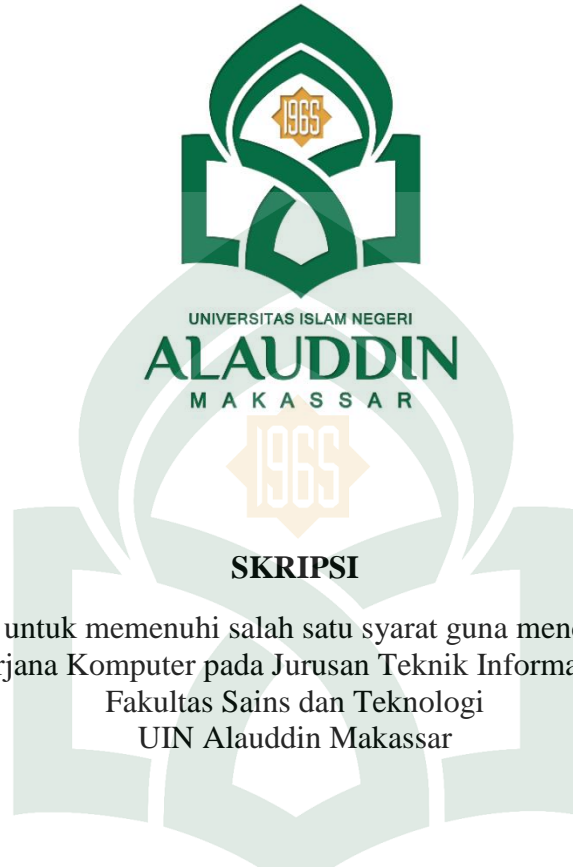 1965
UNIVERSITAS ISLAM NEGERI
ALAUDDIN
MAKASSAR
1965
SKRIPSI
untuk memenuhi salah satu syarat guna
Komputer pada Jurusan Teknik
Fakultas Sains dan Teknologi
UIN Alauddin Makassar